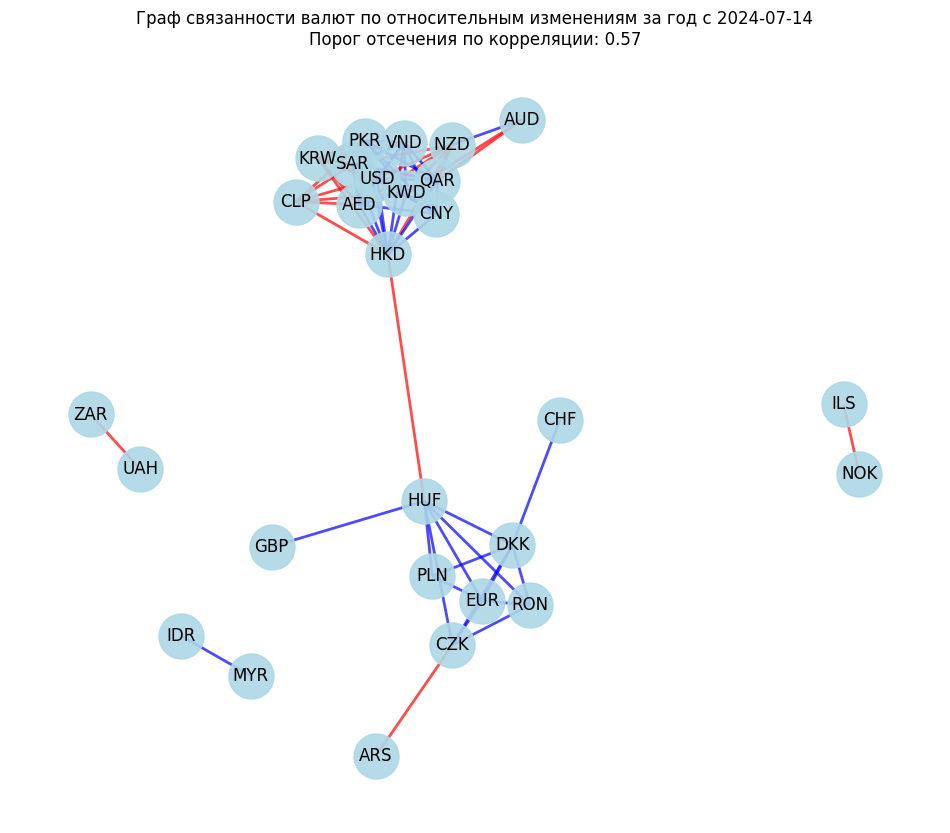 Граф связанности валют по относительным изменениям за год с 2024-07-14
Порог отсечения по корреляции: 0.57
AUD
PKR
VND
NZD
KRW
SAR
USD
QAR
KWD
CLP
AED
CNY
HKD
ZAR
UAH
CHF
ILS
NOK
HUF
GBP
DKK
PLN
EUR
RON
IDR
CZK
MYR
ARS